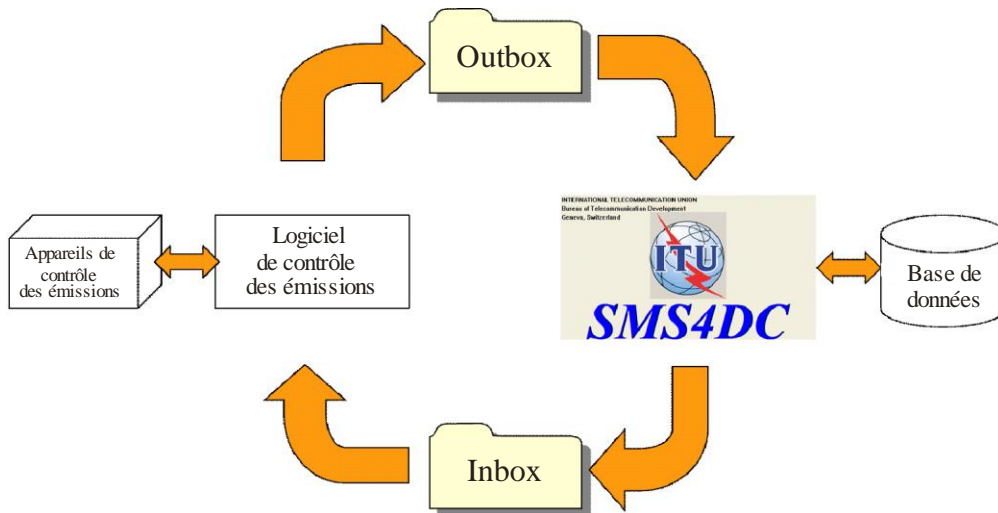 Outbox
INTERNATIONAL TELECOMMUNICATION UNION
Bureau of Telecommunication Development
Geneva, Switzerland
ITU
SMS4DC
Appareils de
contrôle
des émissions
Logiciel
de contrôle
des émissions
Base de
données
Inbox